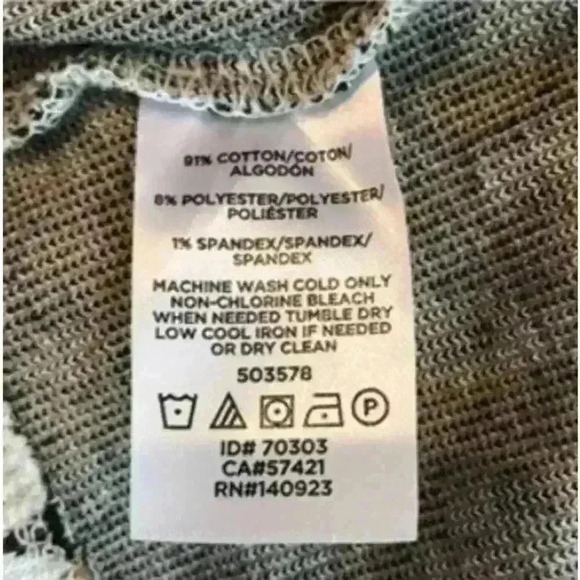 91% COTTON/COTON/
ALGODÓN
8% POLYESTER/POLYESTER/
POLIÉSTER
1% SPANDEX/SPANDEX/
SPANDEX
MACHINE WASH COLD ONLY
NON-CHLORINE BLEACH
WHEN NEEDED TUMBLE DRY
LOW COOL IRON IF NEEDED
OR DRY CLEAN
503578
P
ID# 70303
CA#57421
RN#140923